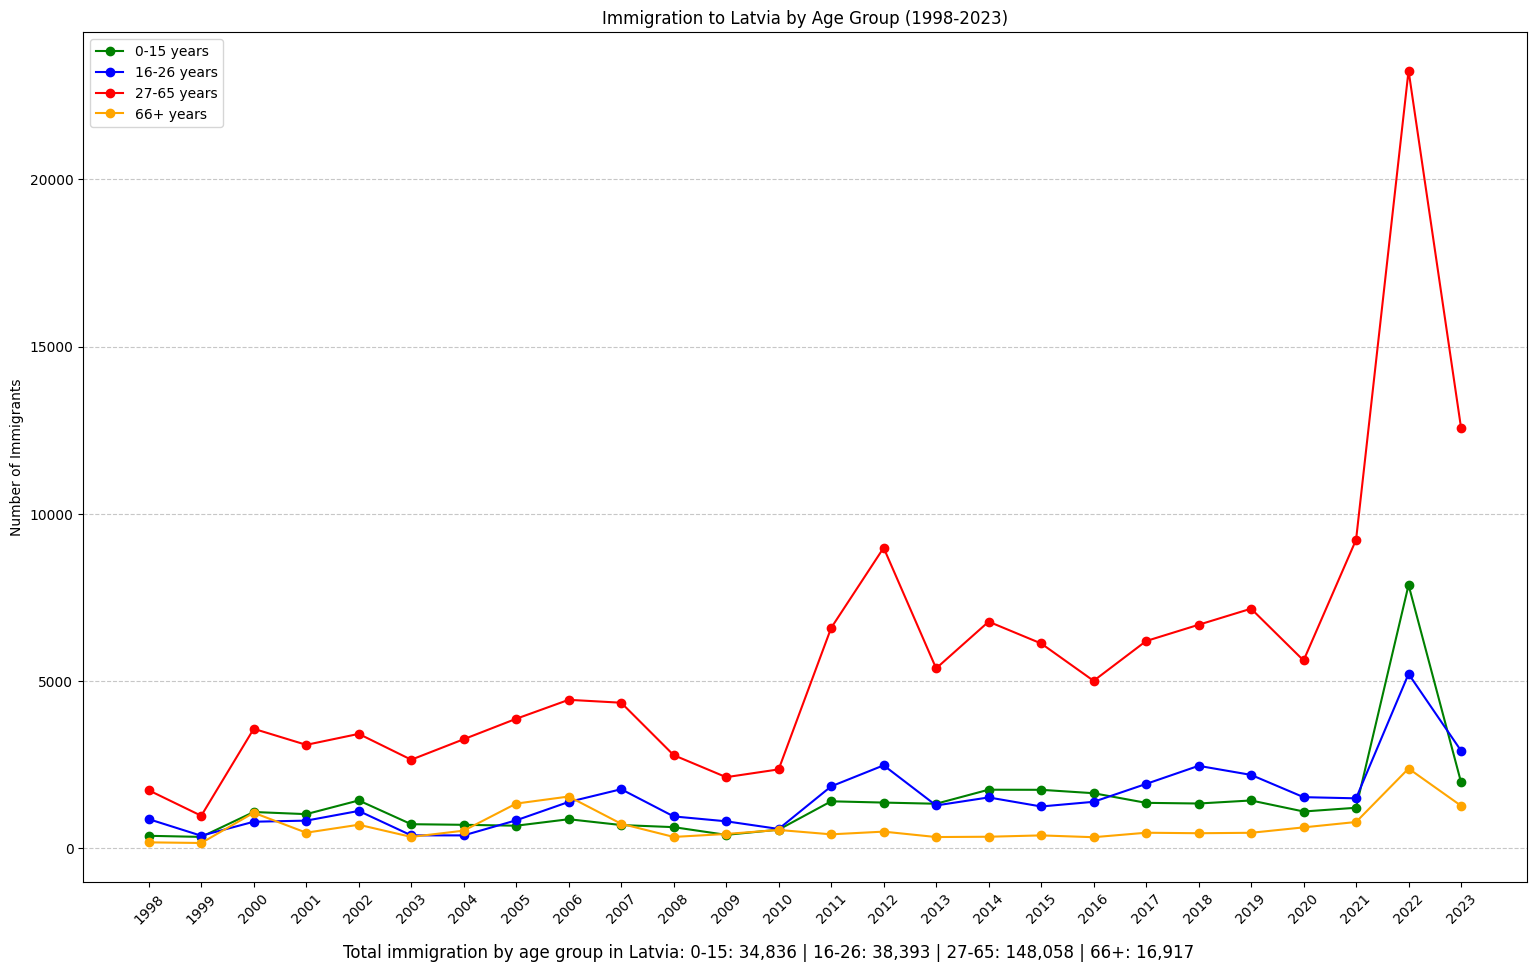 Immigration to Latvia by Age Group (1998-2023)
0-15 years
16-26 years
27-65 years
66+ years
Number of Immigrants
20000
15000
10000
5000
0
1998 1999 2000 2001 2002 2003 2004 2005 2006 2007 2008 2009 2010 2011 2012 2013 2014 2015 2016 2017 2018 2019 2020 2021 2022 2023
Total immigration by age group in Latvia: 0-15: 34,836 | 16-26: 38,393 | 27-65: 148,058 | 66+: 16,917